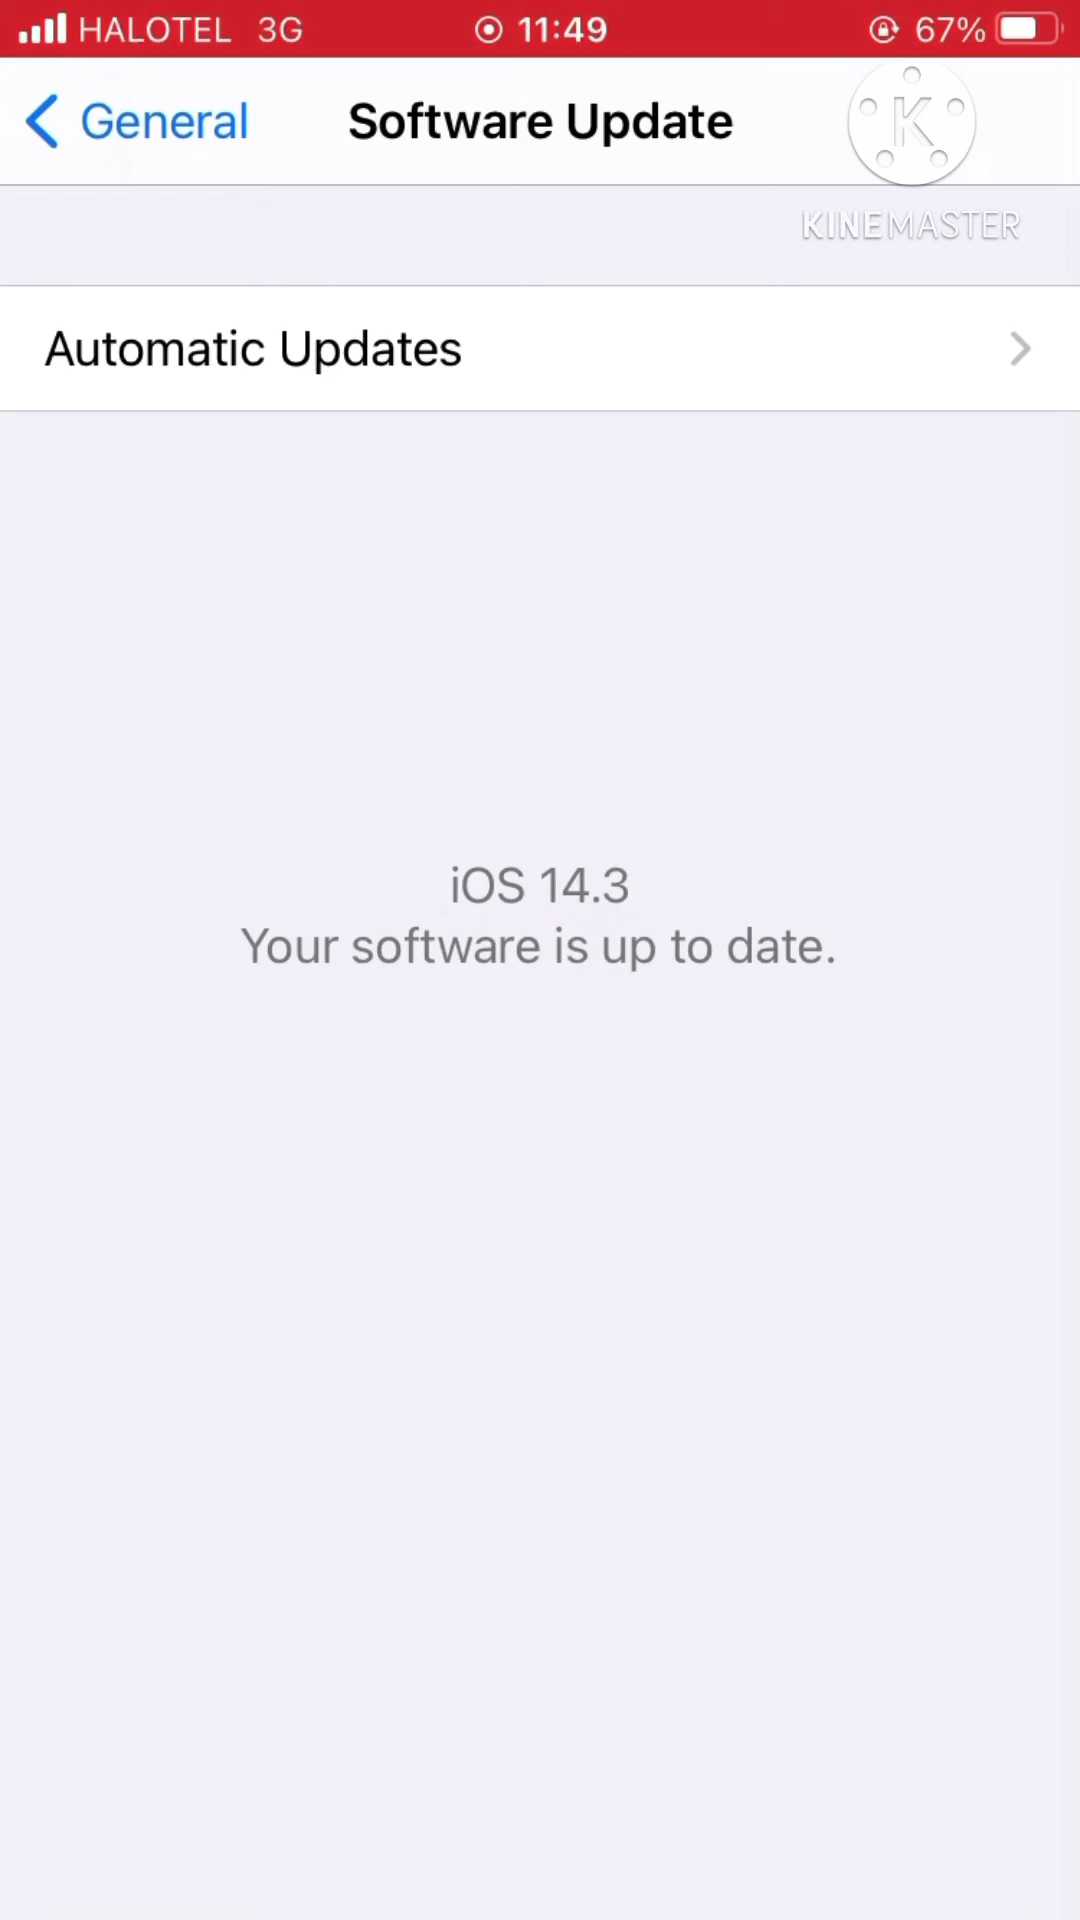 HALOTEL 3G 11:49 67%
General Software Update
K
KINEMASTER
Automatic Updates
iOS 14.3
Your software is up to date.